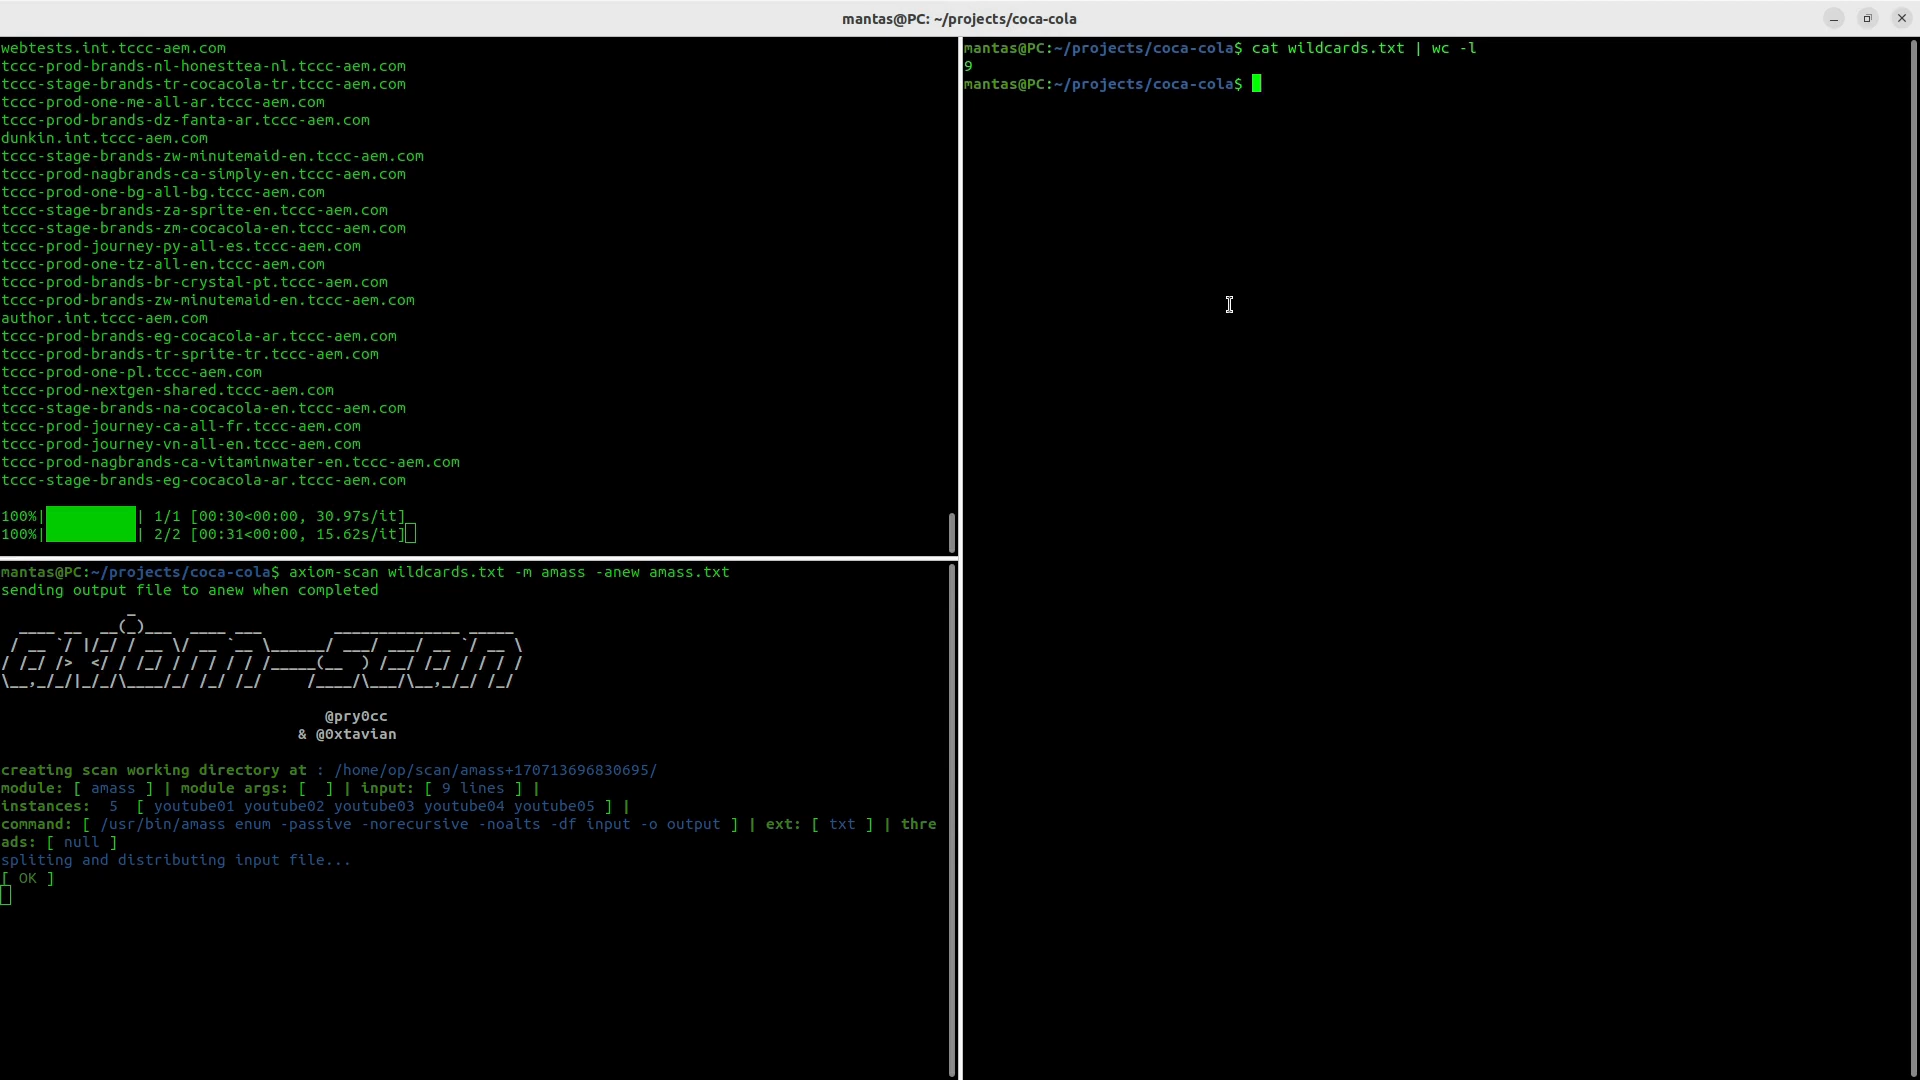 mantas@PC: ~/projects/coca-cola
webtests.int.tccc-aem.com
tccc-prod-brands-nl-honesttea-nl.tccc-aem.com
tccc-stage-brands-tr-cocacola-tr.tccc-aem.com
tccc-prod-one-me-all-ar.tccc-aem.com
tccc-prod-brands-dz-fanta-ar.tccc-aem.com
dunkin.int.tccc-aem.com
tccc-stage-brands-zw-minutemaid-en.tccc-aem.com
tccc-prod-nagbrands-ca-simply-en.tccc-aem.com
tccc-prod-one-bg-all-bg.tccc-aem.com
tccc-stage-brands-za-sprite-en.tccc-aem.com
tccc-stage-brands-zm-cocacola-en.tccc-aem.com
tccc-prod-journey-py-all-es.tccc-aem.com
tccc-prod-one-tz-all-en.tccc-aem.com
tccc-prod-brands-br-crystal-pt.tccc-aem.com
tccc-prod-brands-zw-minutemaid-en.tccc-aem.com
author.int.tccc-aem.com
tccc-prod-brands-eg-cocacola-ar.tccc-aem.com
tccc-prod-brands-tr-sprite-tr.tccc-aem.com
tccc-prod-one-pl.tccc-aem.com
tccc-prod-nextgen-shared.tccc-aem.com
tccc-stage-brands-na-cocacola-en.tccc-aem.com
tccc-prod-journey-ca-all-fr.tccc-aem.com
tccc-prod-journey-vn-all-en.tccc-aem.com
tccc-prod-nagbrands-ca-vitaminwater-en.tccc-aem.com
tccc-stage-brands-eg-cocacola-ar.tccc-aem.com
100%| | 1/1 [00:30<00:00, 30.97s/it]
100%| | 2/2 [00:31<00:00, 15.62s/it]
mantas@PC:~/projects/coca-cola$ axiom-scan wildcards.txt -m amass -anew amass.txt
sending output file to anew when completed
axiom-scan
@pry0cc
& @0xtavian
creating scan working directory at : /home/op/scan/amass+170713696830695/
module: [ amass ] | module args: [ ] | input: [ 9 lines ] |
instances: 5 [ youtube01 youtube02 youtube03 youtube04 youtube05 ] |
command: [ /usr/bin/amass enum -passive -norecursive -noalts -df input -o output ] | ext: [ txt ] | thre
ads: [ null ]
spliting and distributing input file...
[ OK ]
mantas@PC:~/projects/coca-cola$ cat wildcards.txt | wc -l
9
mantas@PC:~/projects/coca-cola$